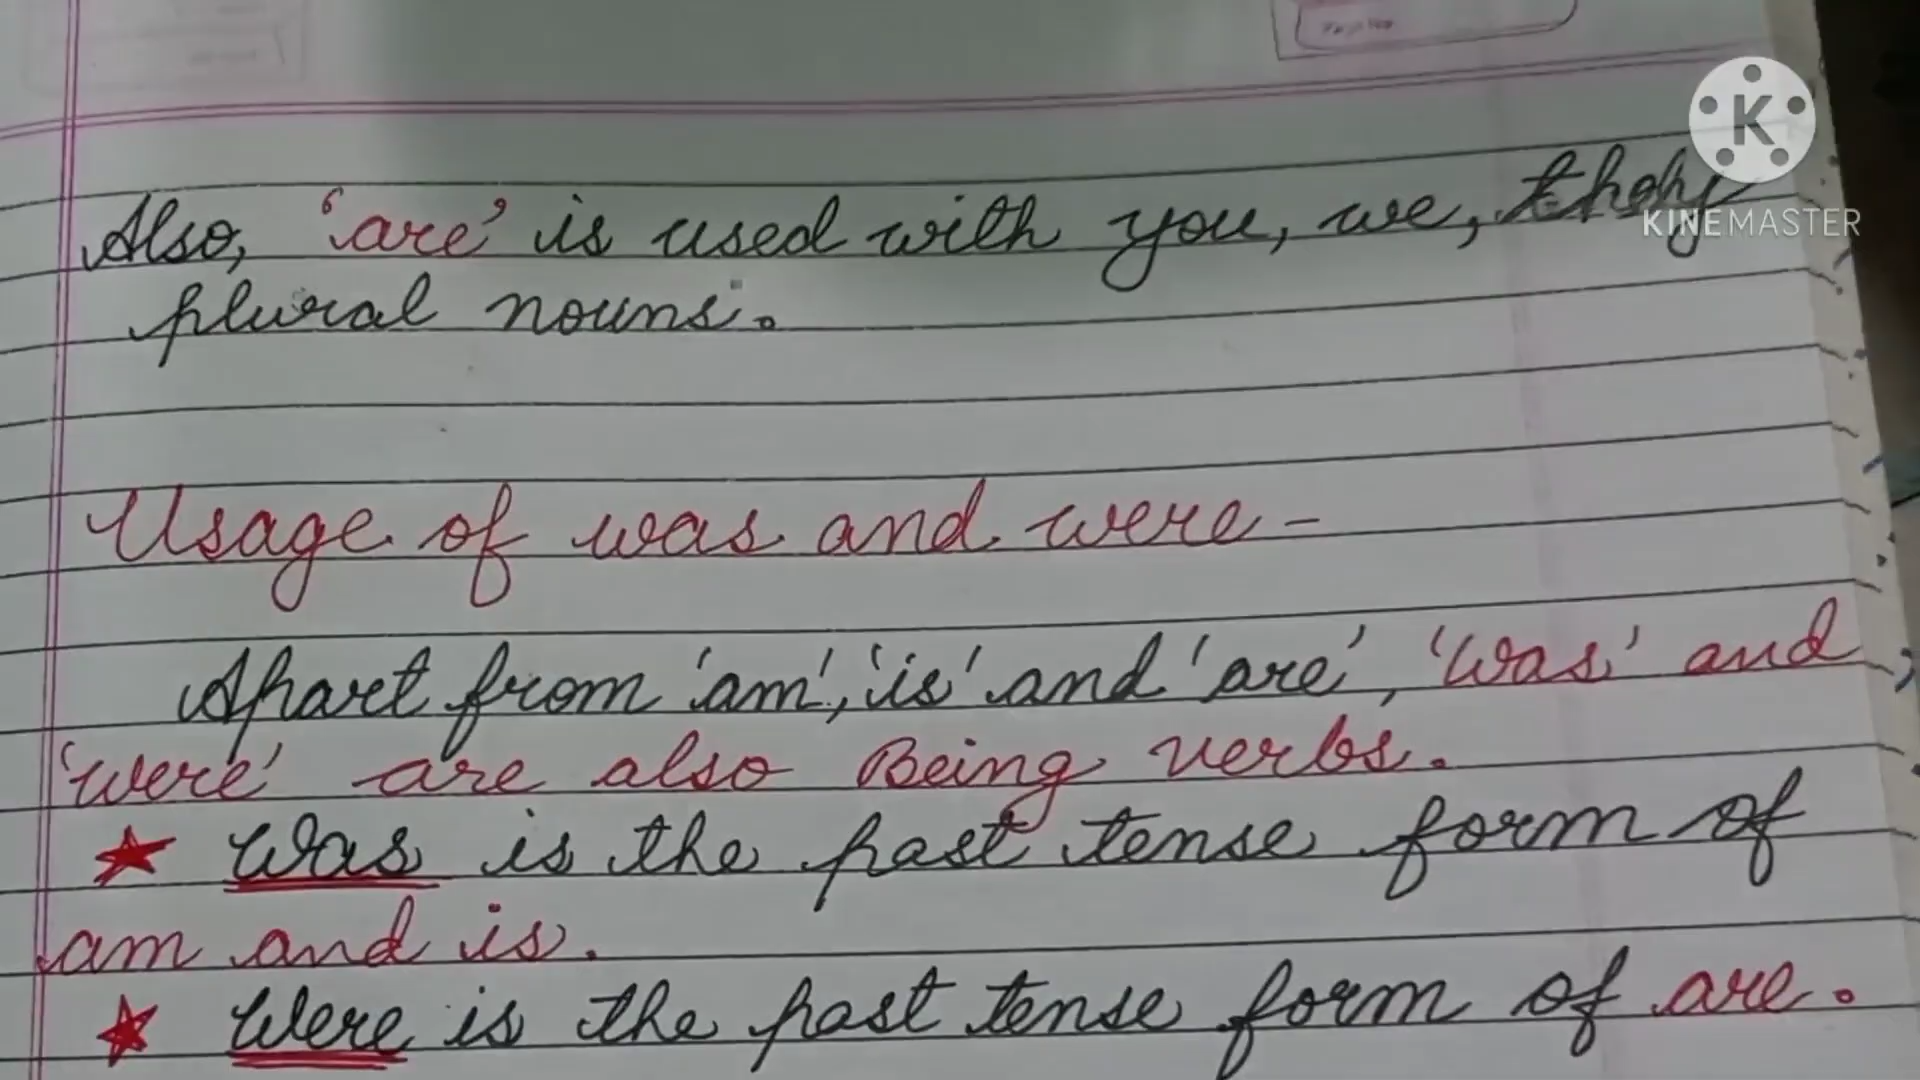 K
KINEMASTER
Also, 'are' is used with you, we, they
plural nouns.
Usage of was and were -
Apart from 'am', 'is' and 'are', 'was' and
'were' are also Being verbs.
★ Was is the past tense form of
am and is.
★ Were is the past tense form of are.